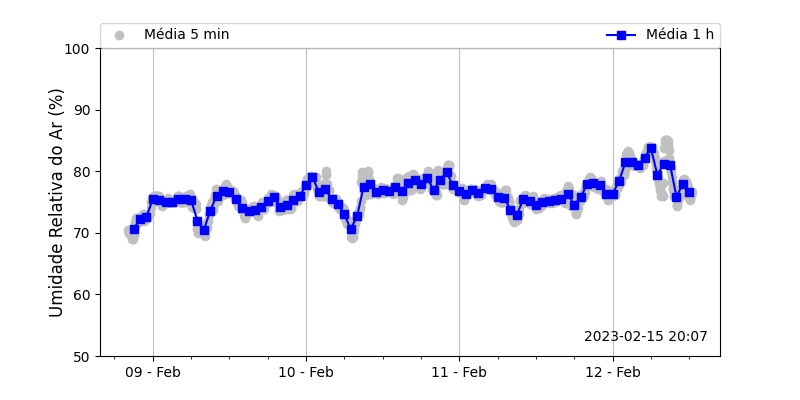 Média 5 min
Média 1 h
Umidade Relativa do Ar (%)
100
90
80
70
60
50
2023-02-15 20:07
09 - Feb
10 - Feb
11 - Feb
12 - Feb